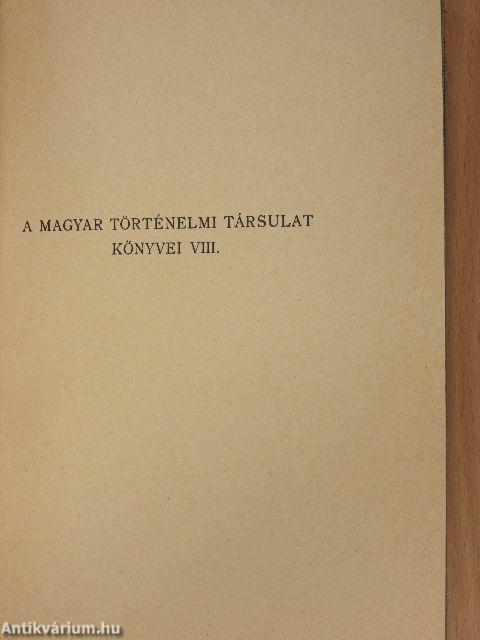 A MAGYAR TÖRTÉNELMI TÁRSULAT
KÖNYVEI VIII.
Antikvárium.hu